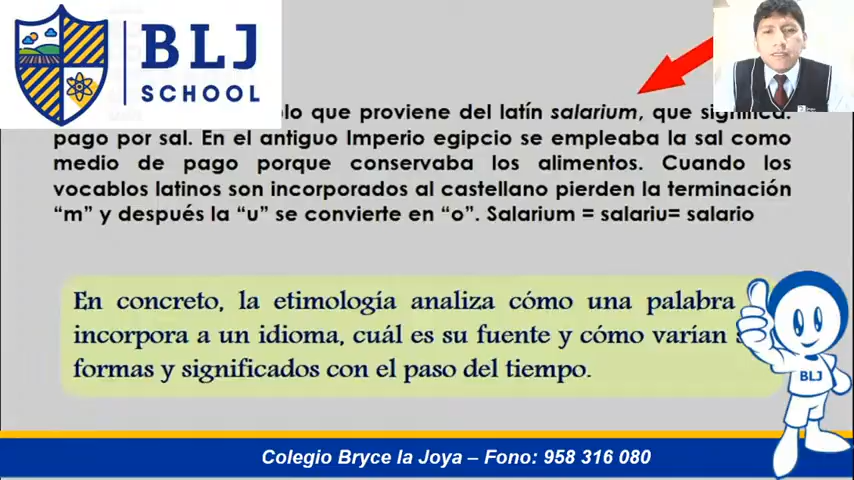 BLJ
SCHOOL
lo que proviene del latín salarium, que significa:
pago por sal. En el antiguo Imperio egipcio se empleaba la sal como
medio de pago porque conservaba los alimentos. Cuando los
vocablos latinos son incorporados al castellano pierden la terminación
“m” y después la “u” se convierte en “o”. Salarium = salariu= salario
En concreto, la etimología analiza cómo una palabra
incorpora a un idioma, cuál es su fuente y cómo varían
formas y significados con el paso del tiempo.
BLJ
Colegio Bryce la Joya – Fono: 958 316 080